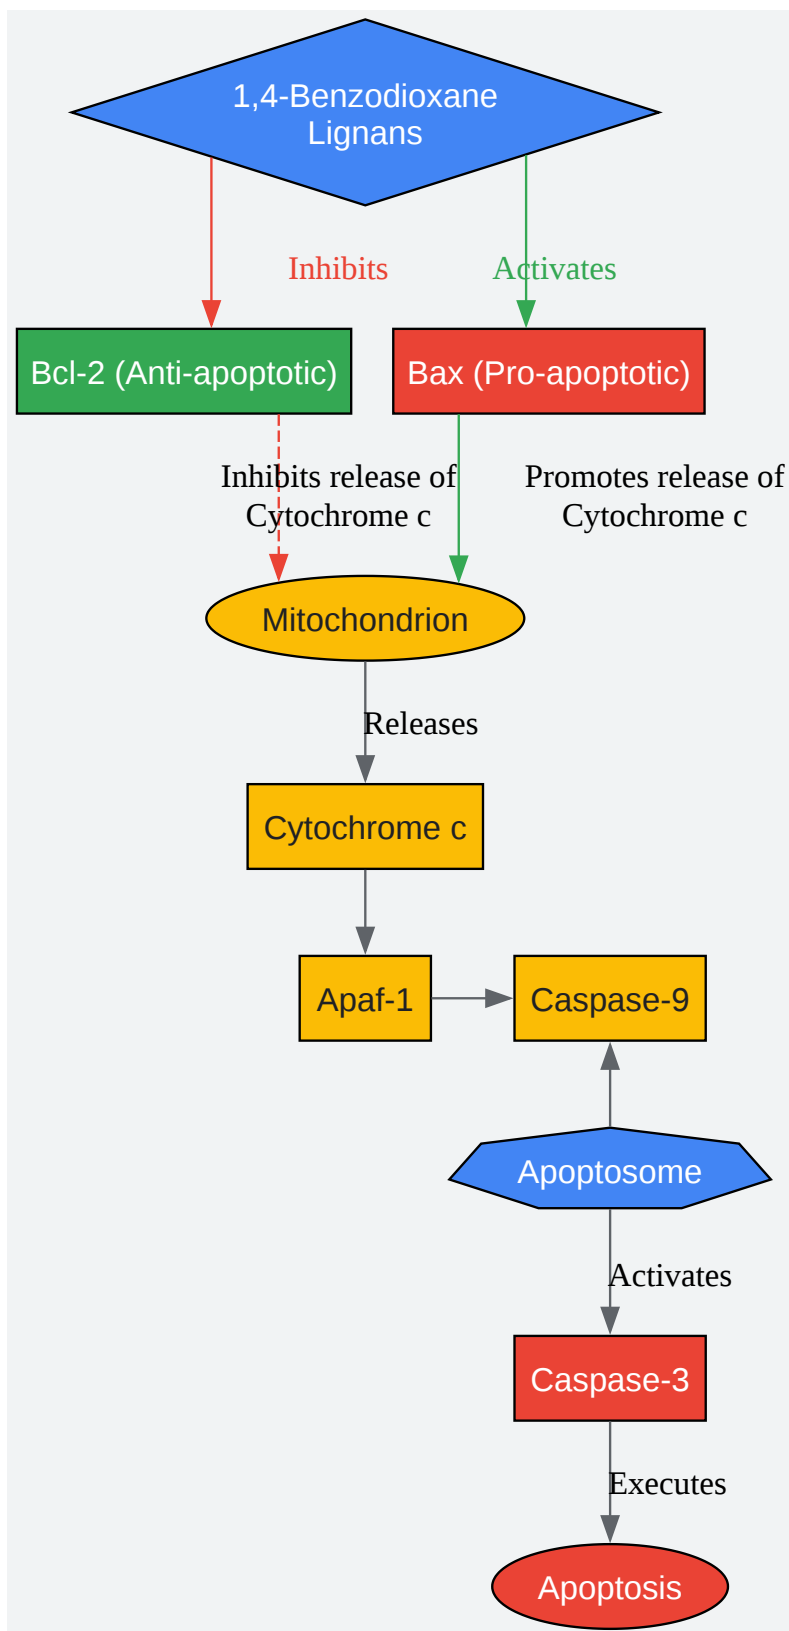 1,4-Benzodioxane
Lignans
Inhibits
Activates
Bcl-2 (Anti-apoptotic)
Bax (Pro-apoptotic)
Inhibits release of
Cytochrome c
Promotes release of
Cytochrome c
Mitochondrion
Releases
Cytochrome c
Apaf-1
Caspase-9
Apoptosome
Activates
Caspase-3
Executes
Apoptosis